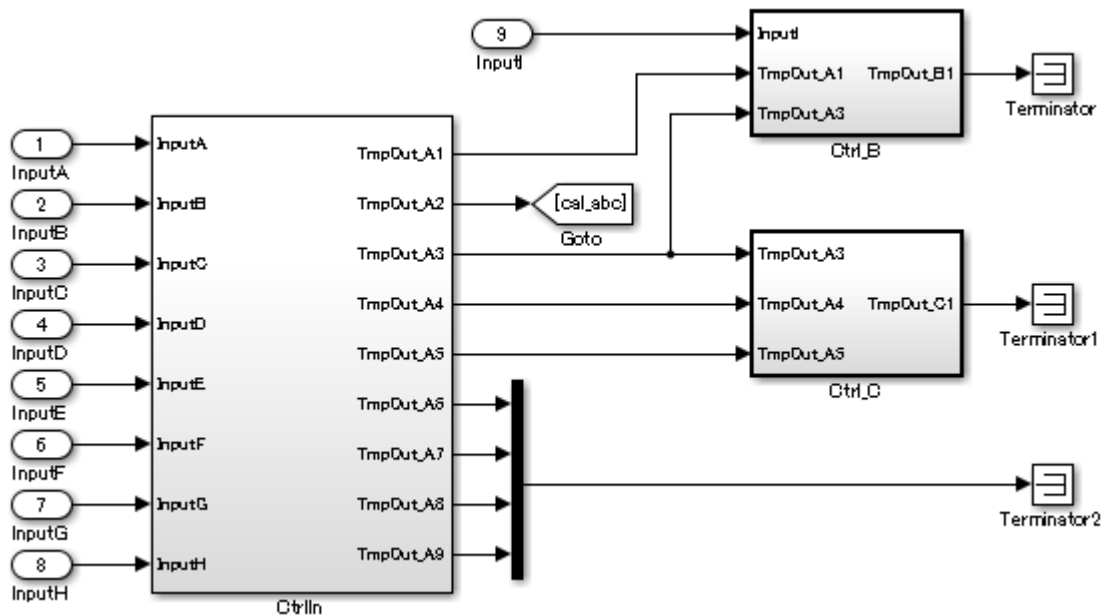 9
InputI
InputI
TmpOut_A1
TmpOut_B1
TmpOut_A3
Ctrl_B
Terminator
1
InputA
InputA
TmpOut_A1
2
InputB
InputB
TmpOut_A2
[cal_abc]
Goto
3
InputC
InputC
TmpOut_A3
TmpOut_A3
4
InputD
InputD
TmpOut_A4
TmpOut_A4
TmpOut_C1
Terminator1
5
InputE
InputE
TmpOut_A5
TmpOut_A5
Ctrl_C
6
InputF
InputF
TmpOut_A6
TmpOut_A7
7
InputG
InputG
TmpOut_A8
Terminator2
8
InputH
InputH
TmpOut_A9
CtrlIn